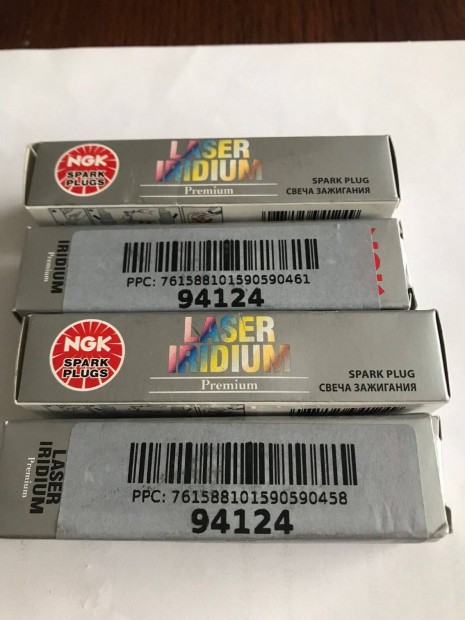 NGK
SPARK
PLUGS
LASER
IRIDIUM
Premium
SPARK PLUG
СВЕЧА ЗАЖИГАНИЯ
IRIDIUM
Premium
PPC: 761588101590590461
94124
NGK
NGK
SPARK
PLUGS
LASER
IRIDIUM
Premium
SPARK PLUG
СВЕЧА ЗАЖИГАНИЯ
LASER
IRIDIUM
Premium
PPC: 761588101590590458
94124